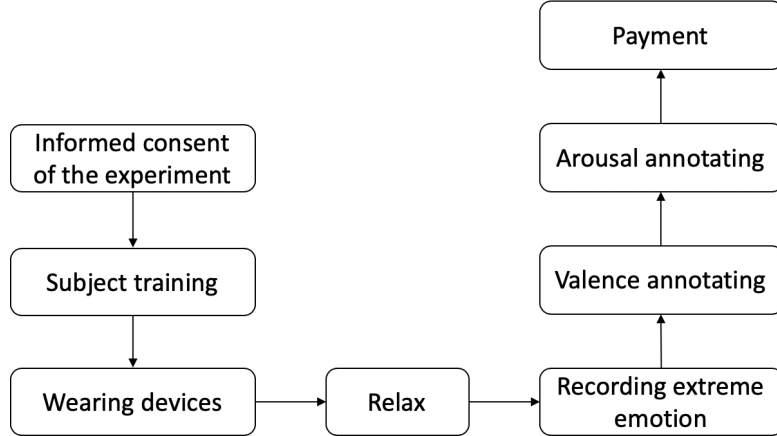 Informed consent
of the experiment
Subject training
Wearing devices
Relax
Recording extreme
emotion
Valence annotating
Arousal annotating
Payment